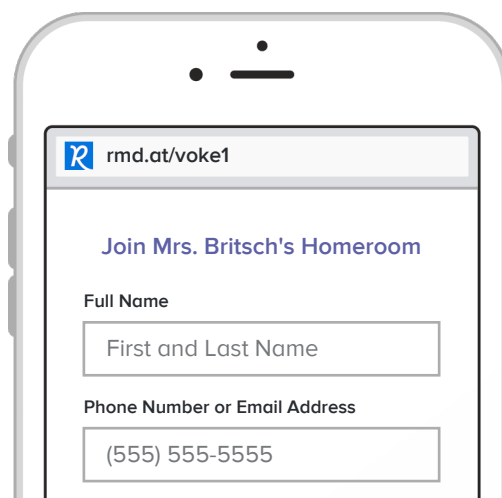 rmd.at/voke1
Join Mrs. Britsch's Homeroom
Full Name
First and Last Name
Phone Number or Email Address
(555) 555-5555